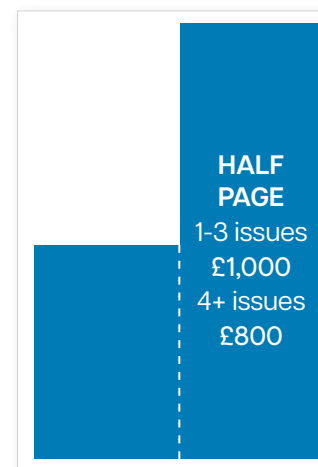 HALF
PAGE
1-3 issues
£1,000
4+ issues
£800